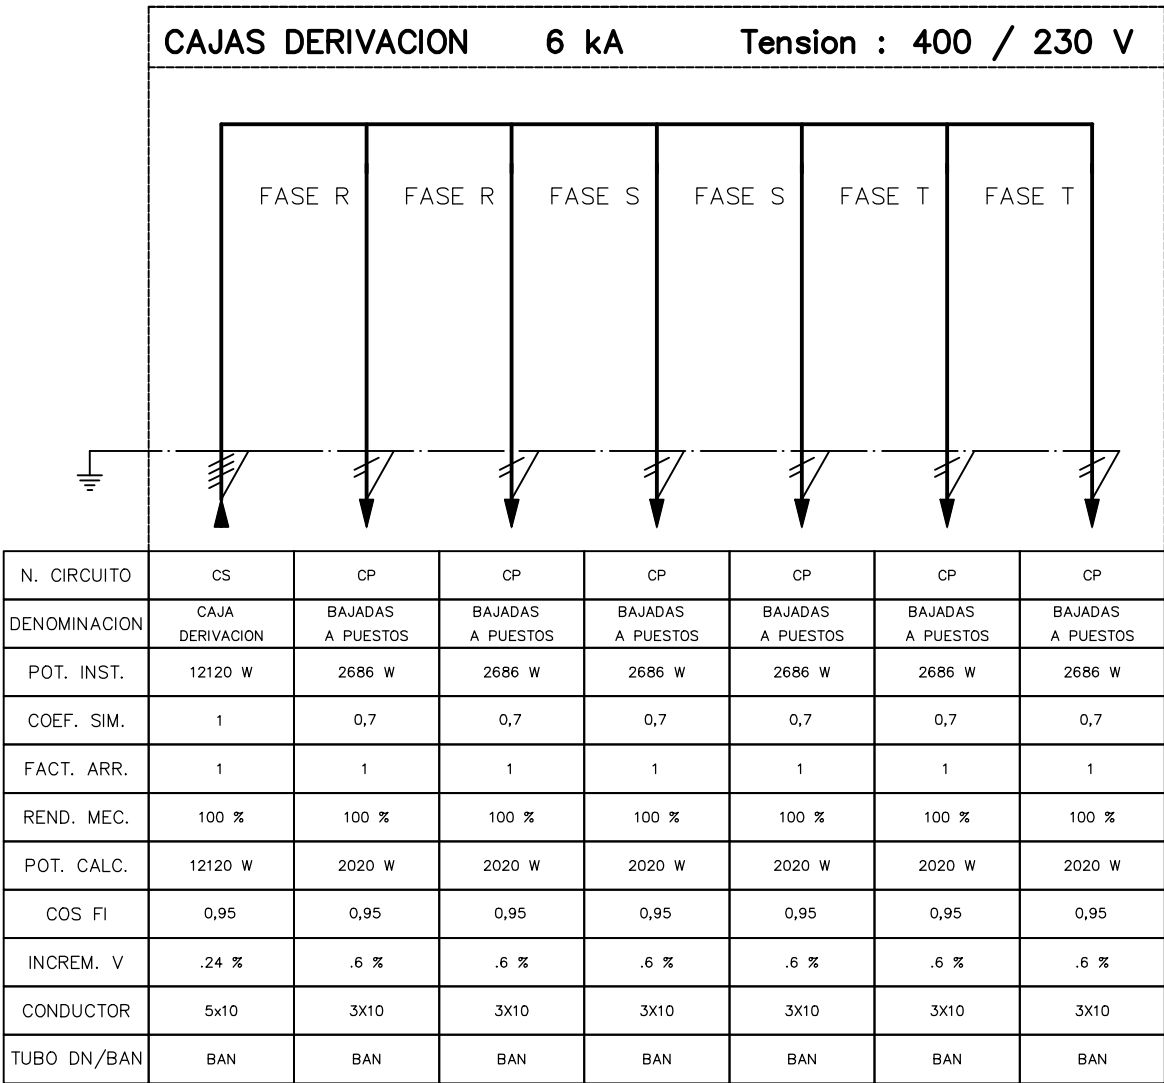 CAJAS DERIVACION 6 kA Tension : 400 / 230 V
FASE R FASE R FASE S FASE S FASE T FASE T
N. CIRCUITO CS CP CP CP CP CP CP
DENOMINACION CAJA BAJADAS BAJADAS BAJADAS BAJADAS BAJADAS BAJADAS
DERIVACION A PUESTOS A PUESTOS A PUESTOS A PUESTOS A PUESTOS A PUESTOS
POT. INST. 12120 W 2686 W 2686 W 2686 W 2686 W 2686 W 2686 W
COEF. SIM. 1 0,7 0,7 0,7 0,7 0,7 0,7
FACT. ARR. 1 1 1 1 1 1 1
REND. MEC. 100 % 100 % 100 % 100 % 100 % 100 % 100 %
POT. CALC. 12120 W 2020 W 2020 W 2020 W 2020 W 2020 W 2020 W
COS FI 0,95 0,95 0,95 0,95 0,95 0,95 0,95
INCREM. V .24 % .6 % .6 % .6 % .6 % .6 % .6 %
CONDUCTOR 5x10 3X10 3X10 3X10 3X10 3X10 3X10
TUBO DN/BAN BAN BAN BAN BAN BAN BAN BAN